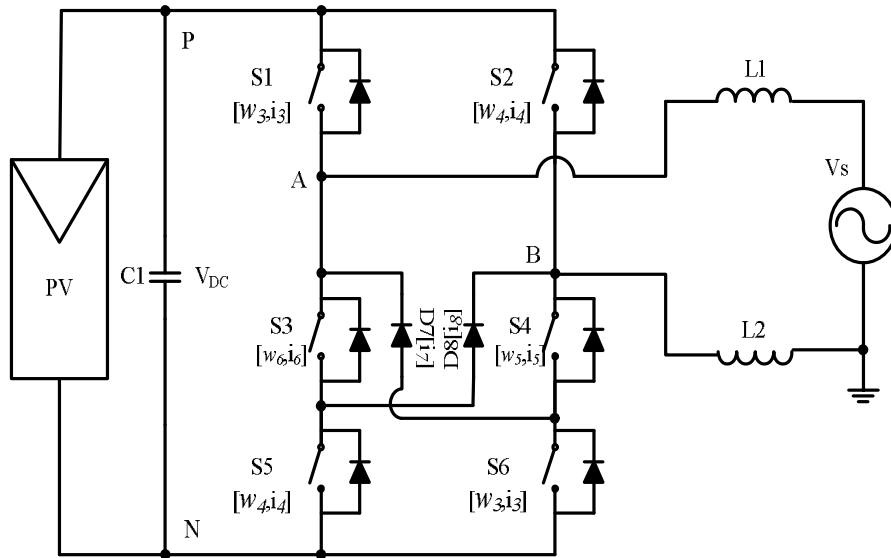 P
S1
[w3,i3]
S2
[w4,i4]
L1
A
Vs
PV
C1
VDC
B
S3
[w6,i6]
D7[i7]
D8[i8]
S4
[w5,i5]
L2
S5
[w4,i4]
S6
[w3,i3]
N